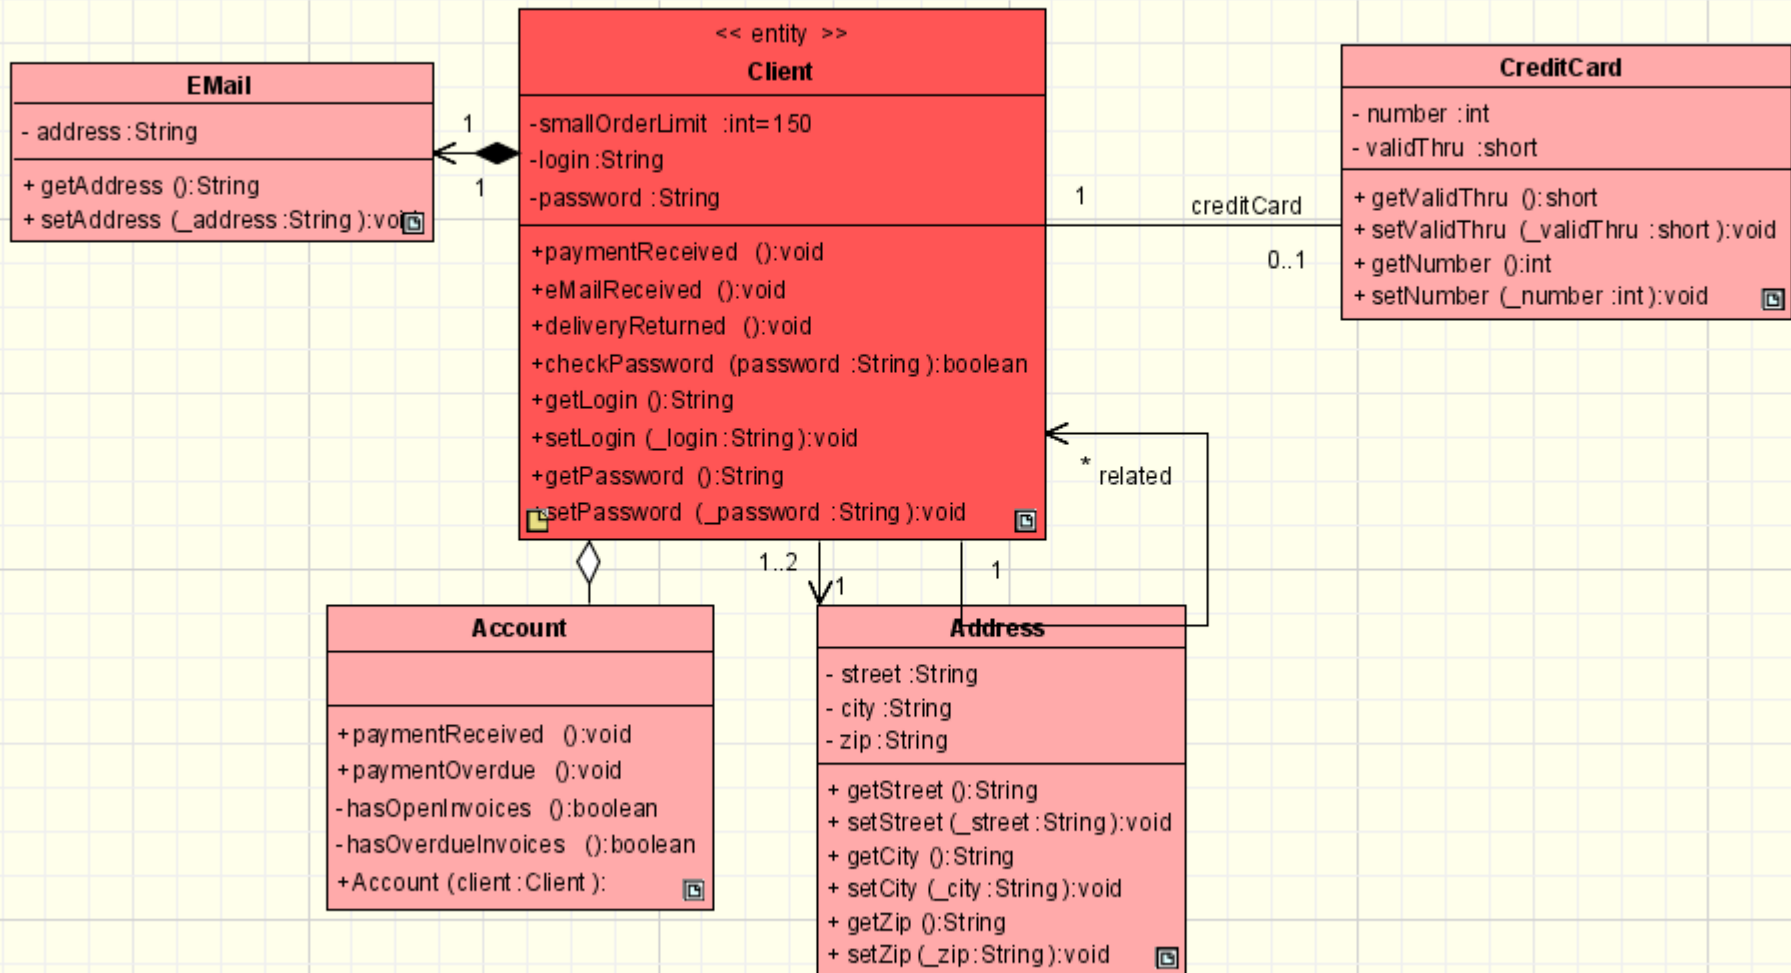 EMail
- address :String
+ getAddress ():String
+ setAddress (_address :String ):void
1
1
<< entity >>
Client
-smallOrderLimit :int=150
-login :String
-password :String
+paymentReceived ():void
+eMailReceived ():void
+deliveryReturned ():void
+checkPassword (password :String ):boolean
+getLogin ():String
+setLogin (_login :String ):void
+getPassword ():String
+setPassword (_password :String ):void
1
creditCard
0..1
CreditCard
- number :int
- validThru :short
+ getValidThru ():short
+ setValidThru (_validThru :short ):void
+ getNumber ():int
+ setNumber (_number :int ):void
* related
1..2
1
1
Account
+paymentReceived ():void
+paymentOverdue ():void
-hasOpenInvoices ():boolean
-hasOverdueInvoices ():boolean
+Account (client :Client ):
Address
- street :String
- city :String
- zip :String
+ getStreet ():String
+ setStreet (_street :String ):void
+ getCity ():String
+ setCity (_city :String ):void
+ getZip ():String
+ setZip (_zip :String ):void